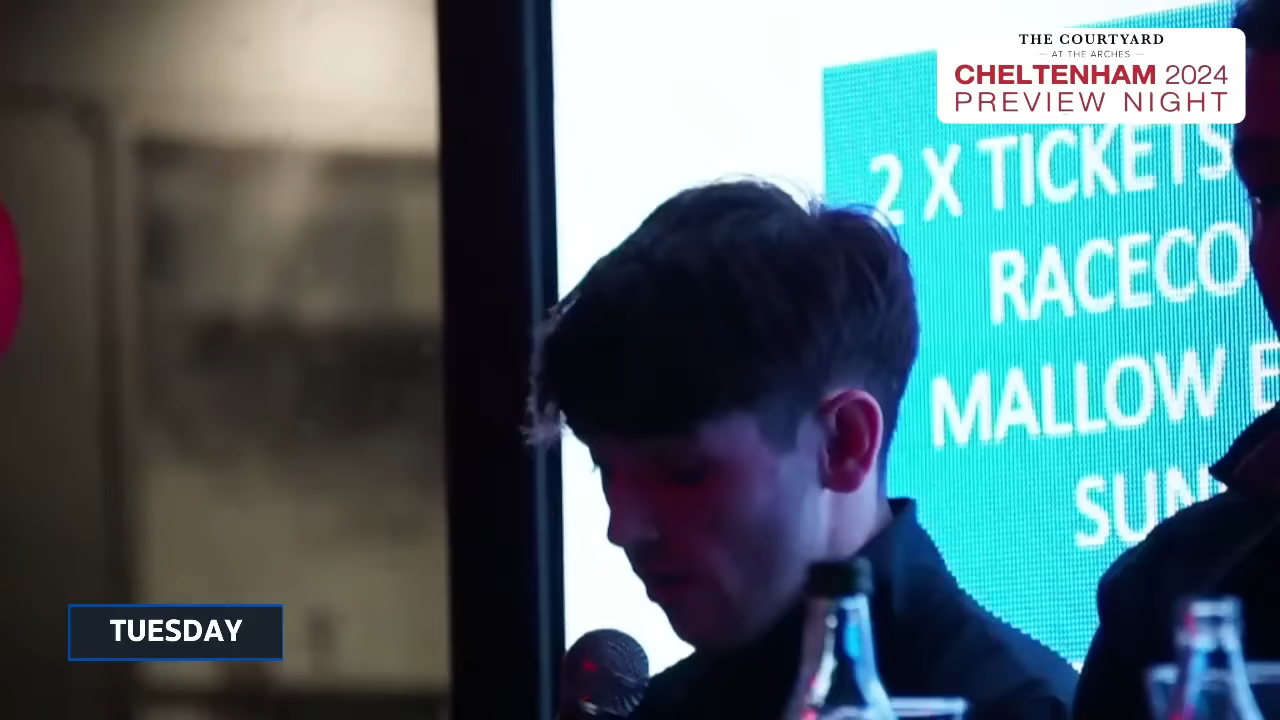 THE COURTYARD
— AT THE ARCHES —
CHELTENHAM 2024
PREVIEW NIGHT
2 X TICKETS
RACECO
MALLOW E
SUN
TUESDAY